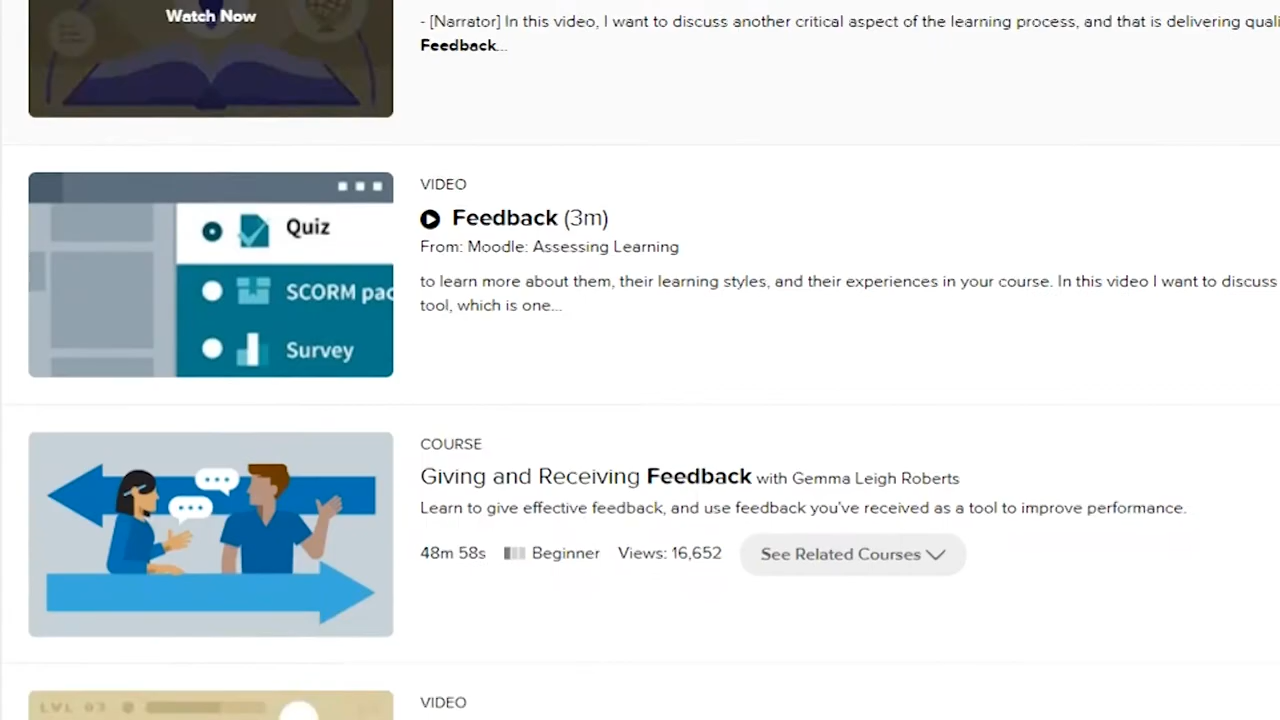 Watch Now
- [Narrator] In this video, I want to discuss another critical aspect of the learning process, and that is delivering
Feedback...
VIDEO
Feedback (3m)
From: Moodle: Assessing Learning
to learn more about them, their learning styles, and their experiences in your course. In this video I want to discuss
tool, which is one...
Quiz
SCORM
Survey
COURSE
Giving and Receiving Feedback with Gemma Leigh Roberts
Learn to give effective feedback, and use feedback you've received as a tool to improve performance.
48m 58s Beginner Views: 16,652 See Related Courses
LVL 03
VIDEO